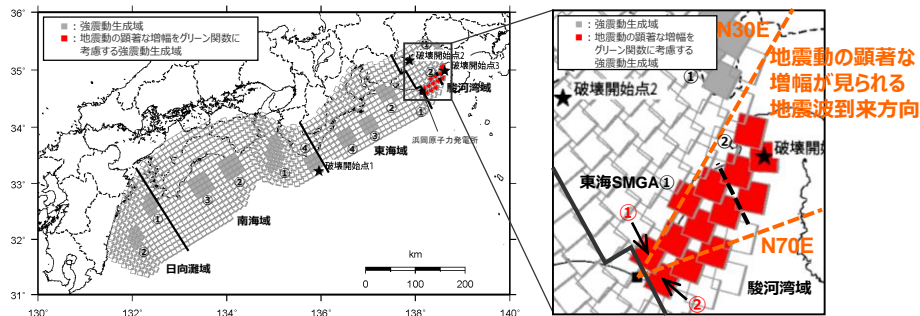 : 強震動生成域
: 地震動の顕著な増幅をグリーン関数に
考慮する強震動生成域
36°
35°
34°
33°
32°
31°
130°
132°
134°
136°
138°
140°
①
破壊開始点2
破壊開始点3
②
駿河湾域
①
②
浜岡原子力発電所
東海域
③
④
④
破壊開始点1
①
②
③
南海域
①
②
日向灘域
km
0
100
200
: 強震動生成域
: 地震動の顕著な増幅を
グリーン関数に考慮する
強震動生成域
N30E
地震動の顕著な
増幅が見られる
地震波到来方向
①
破壊開始点2
②
破壊開始
東海SMGA①
①
N70E
駿河湾域
②